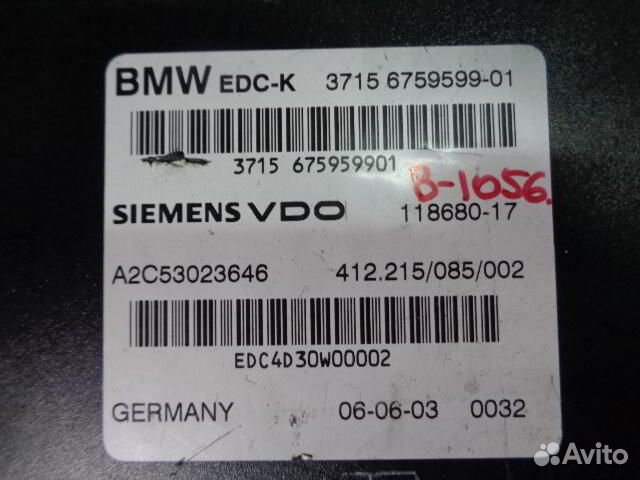 BMW EDC-K 3715 6759599-01
3715 675959901
B-1056.
SIEMENS VDO 118680-17
A2C53023646 412.215/085/002
EDC4D30W00002
GERMANY 06-06-03 0032
Avito